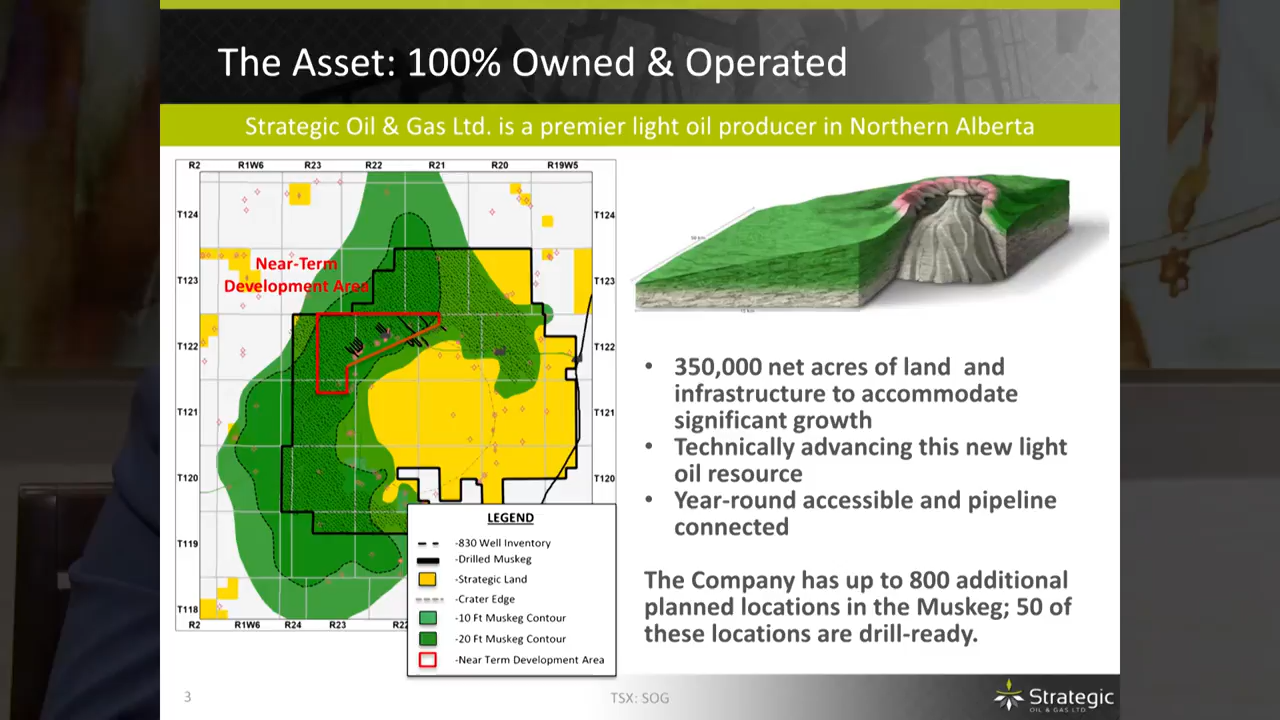 The Asset: 100% Owned & Operated
Strategic Oil & Gas Ltd. is a premier light oil producer in Northern Alberta
R2 R1W6 R23 R22 R21 R20 R19W5
T124 T124
Near-Term
Development Area
T123 T123
T122 T122
T121 T121
T120 T120
T119
T118
R2 R1W6 R24 R23 R22
LEGEND
-830 Well Inventory
-Drilled Muskeg
-Strategic Land
-Crater Edge
-10 Ft Muskeg Contour
-20 Ft Muskeg Contour
-Near Term Development Area
• 350,000 net acres of land and
infrastructure to accommodate
significant growth
• Technically advancing this new light
oil resource
• Year-round accessible and pipeline
connected
The Company has up to 800 additional
planned locations in the Muskeg; 50 of
these locations are drill-ready.
3
TSX: SOG
Strategic
OIL & GAS LTD.